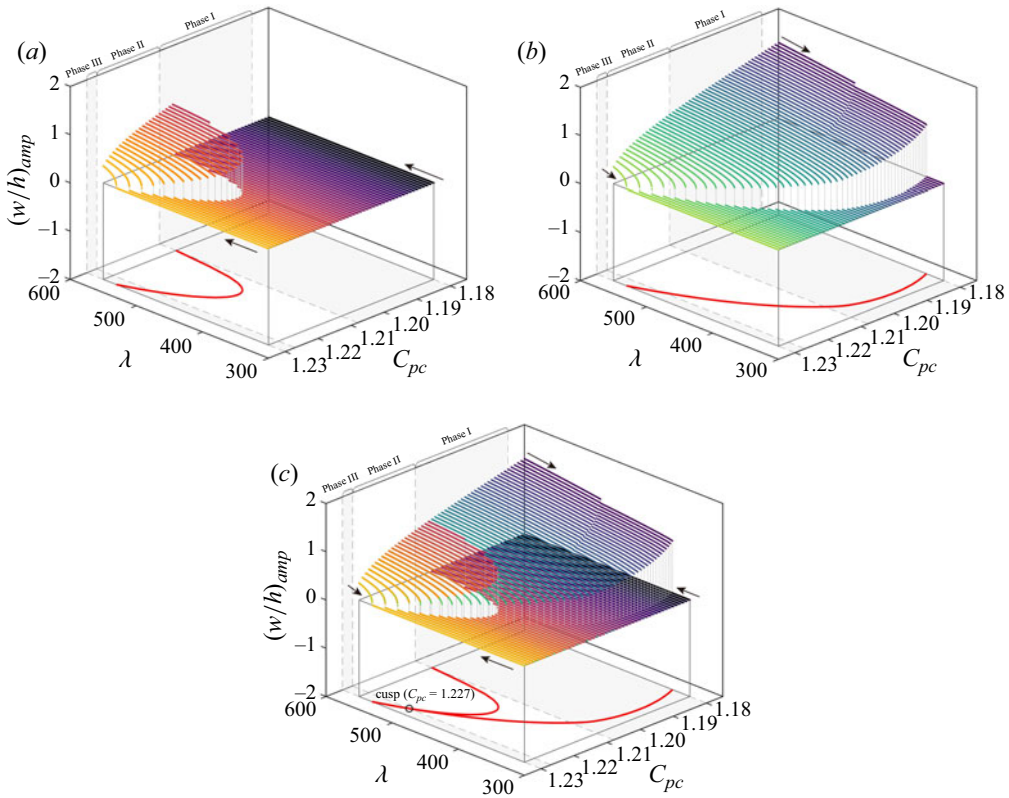 (a)
Phase III
Phase II
Phase I
2
1
0
–1
–2
(w/h)amp
600
500
400
300
λ
1.23
1.22
1.21
1.20
1.19
1.18
Cpc
(b)
Phase III
Phase II
Phase I
2
1
0
–1
–2
600
500
400
300
λ
1.23
1.22
1.21
1.20
1.19
1.18
Cpc
(c)
Phase III
Phase II
Phase I
2
1
0
–1
–2
(w/h)amp
cusp (Cpc = 1.227)
600
500
400
300
λ
1.23
1.22
1.21
1.20
1.19
1.18
Cpc